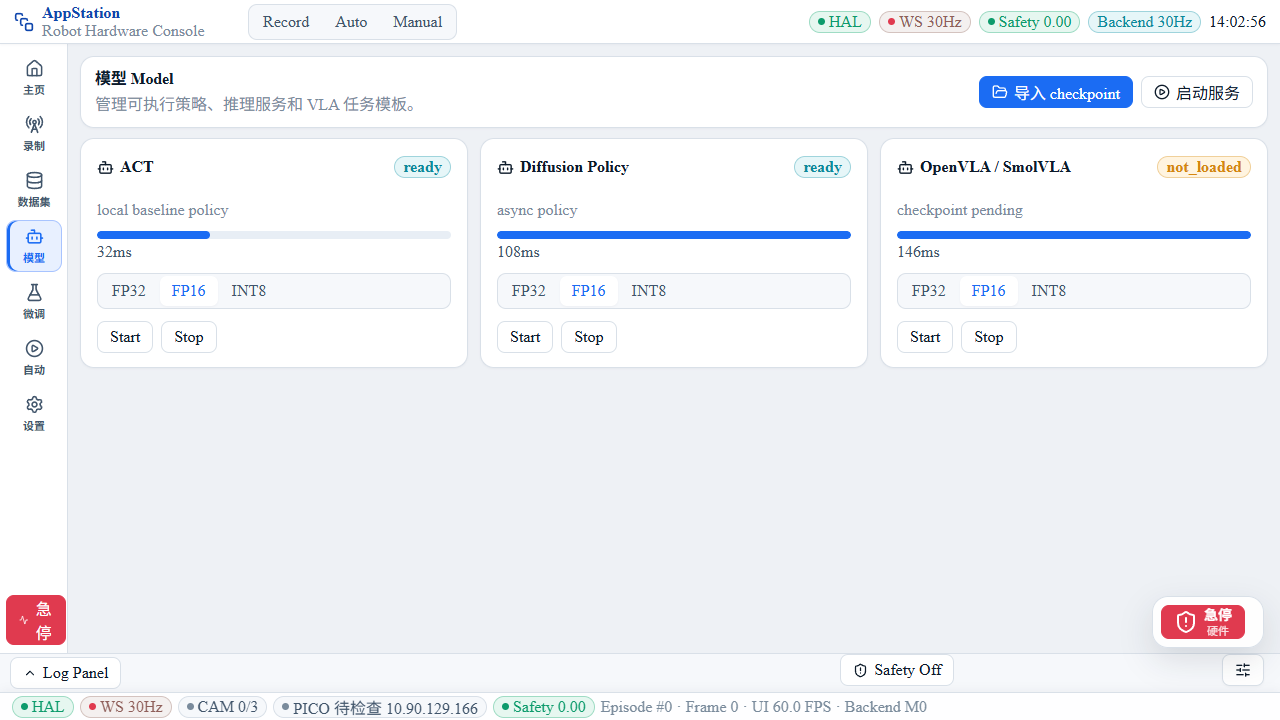 AppStation
Robot Hardware Console
Record Auto Manual
HAL WS 30Hz Safety 0.00 Backend 30Hz 14:02:56
主页
录制
数据集
模型
微调
自动
设置
急停
模型 Model
管理可执行策略、推理服务和 VLA 任务模板。
导入 checkpoint 启动服务
ACT ready
local baseline policy
32ms
FP32 FP16 INT8
Start Stop
Diffusion Policy ready
async policy
108ms
FP32 FP16 INT8
Start Stop
OpenVLA / SmolVLA not_loaded
checkpoint pending
146ms
FP32 FP16 INT8
Start Stop
急停
硬件
Log Panel Safety Off
HAL WS 30Hz CAM 0/3 PICO 待检查 10.90.129.166 Safety 0.00 Episode #0 · Frame 0 · UI 60.0 FPS · Backend M0